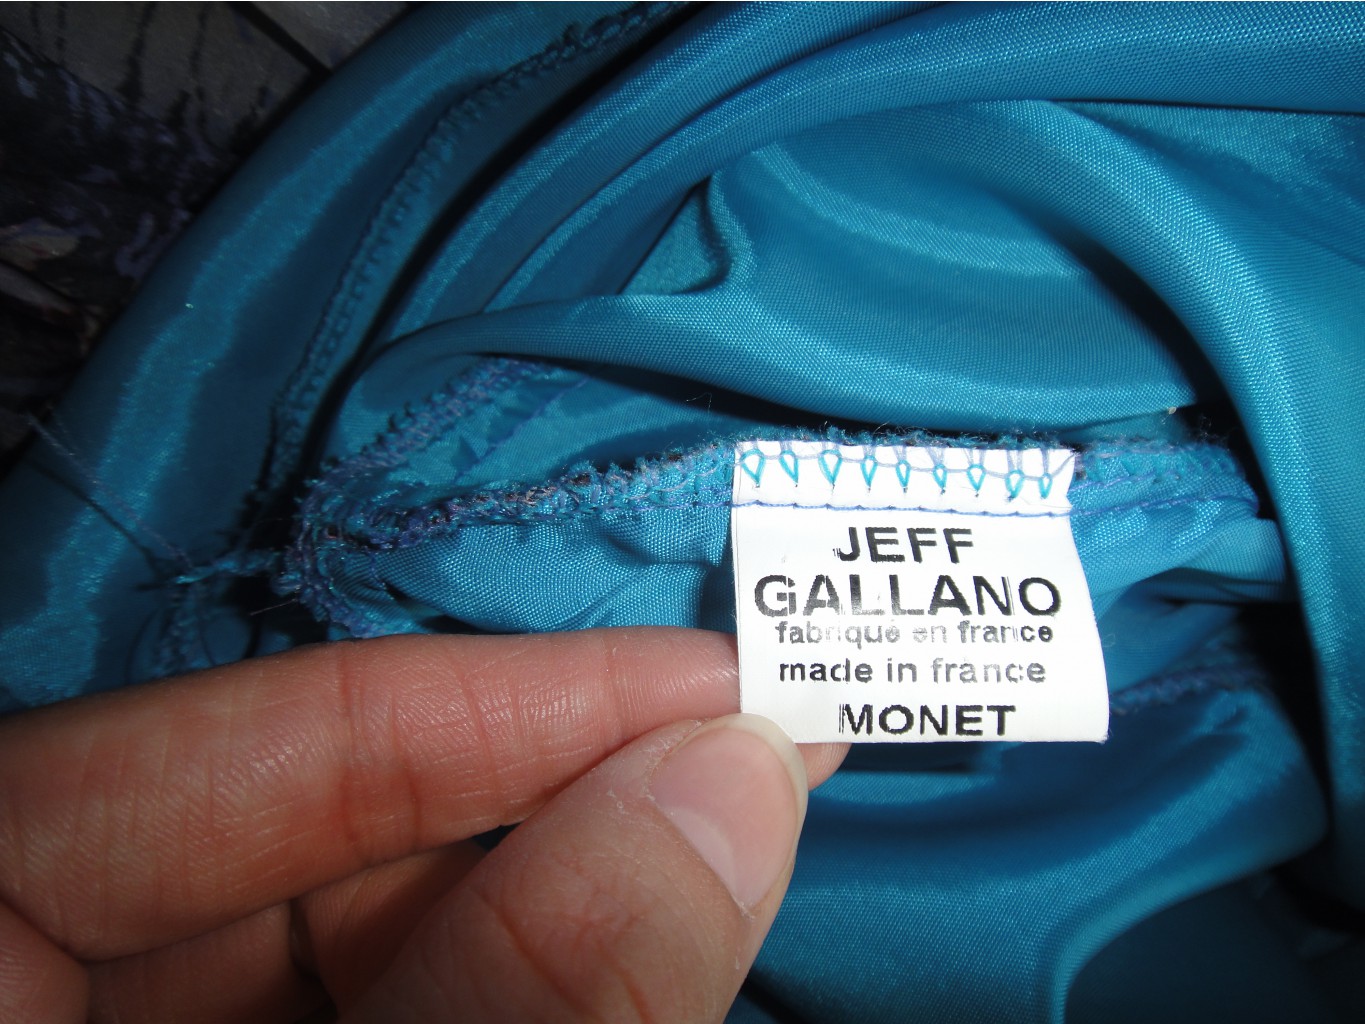 JEFF
GALLANO
fabriqué en france
made in france
MONET